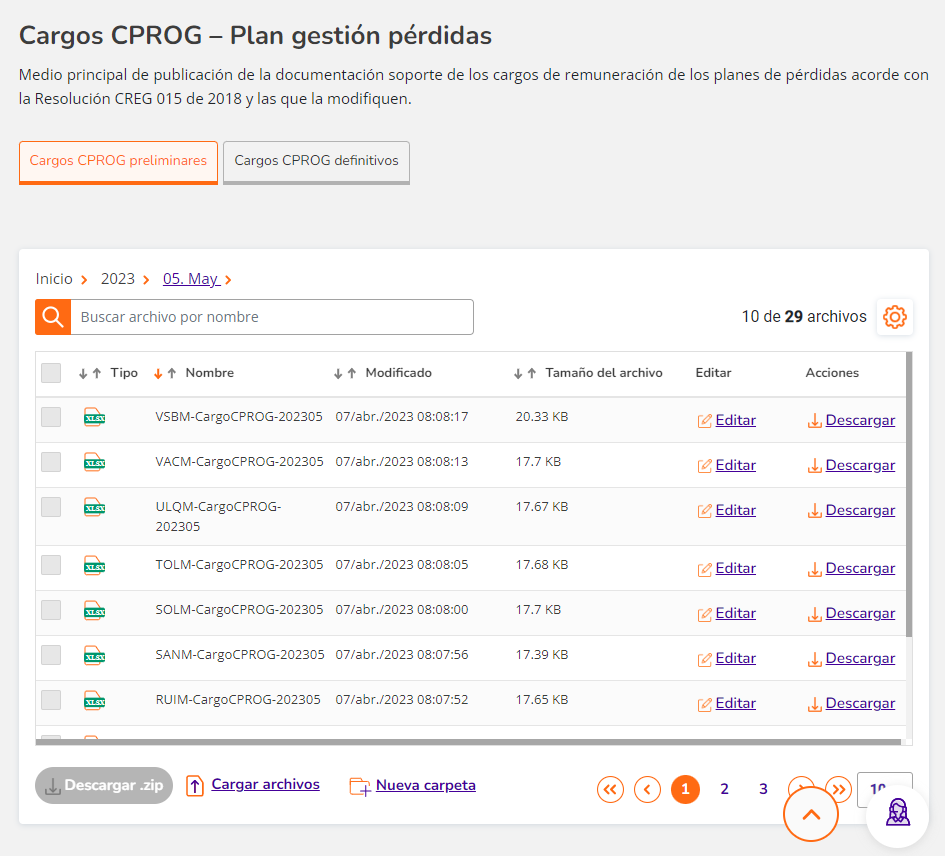 Cargos CPROG – Plan gestión pérdidas
Medio principal de publicación de la documentación soporte de los cargos de remuneración de los planes de pérdidas acorde con
la Resolución CREG 015 de 2018 y las que la modifiquen.
Cargos CPROG preliminares Cargos CPROG definitivos
Inicio 2023 05. May
Buscar archivo por nombre 10 de 29 archivos
Tipo Nombre Modificado Tamaño del archivo Editar Acciones
XLSX VSBM-CargoCPROG-202305 07/abr./2023 08:08:17 20.33 KB Editar Descargar
XLSX VACM-CargoCPROG-202305 07/abr./2023 08:08:13 17.7 KB Editar Descargar
XLSX ULQM-CargoCPROG- 07/abr./2023 08:08:09 17.67 KB Editar Descargar
202305
XLSX TOLM-CargoCPROG-202305 07/abr./2023 08:08:05 17.68 KB Editar Descargar
XLSX SOLM-CargoCPROG-202305 07/abr./2023 08:08:00 17.7 KB Editar Descargar
XLSX SANM-CargoCPROG-202305 07/abr./2023 08:07:56 17.39 KB Editar Descargar
XLSX RUIM-CargoCPROG-202305 07/abr./2023 08:07:52 17.65 KB Editar Descargar
Descargar .zip Cargar archivos Nueva carpeta 1 2 3 10